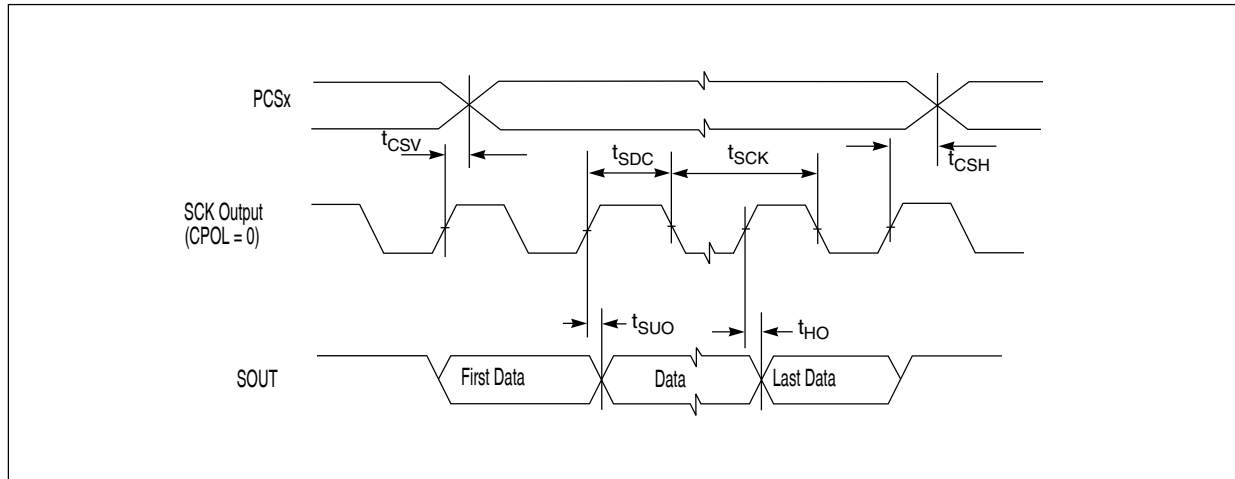 PCSx
tCSV
tSDC
tSCK
tCSH
SCK Output
(CPOL = 0)
tSUO
tHO
SOUT
First Data
Data
Last Data